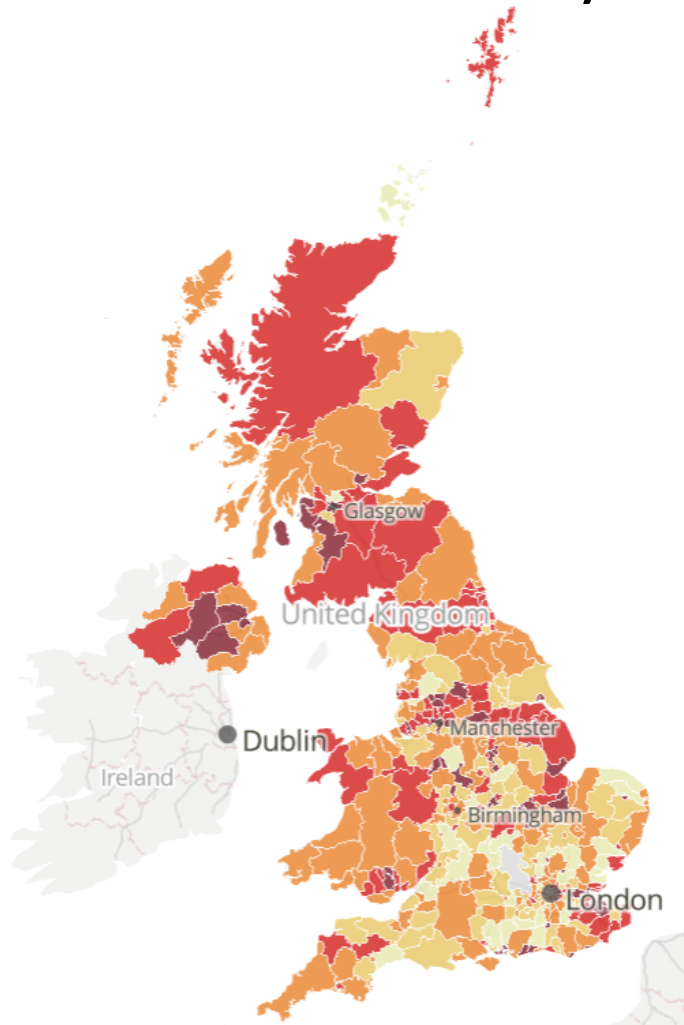 Glasgow
United Kingdom
Dublin
Manchester
Ireland
Birmingham
London